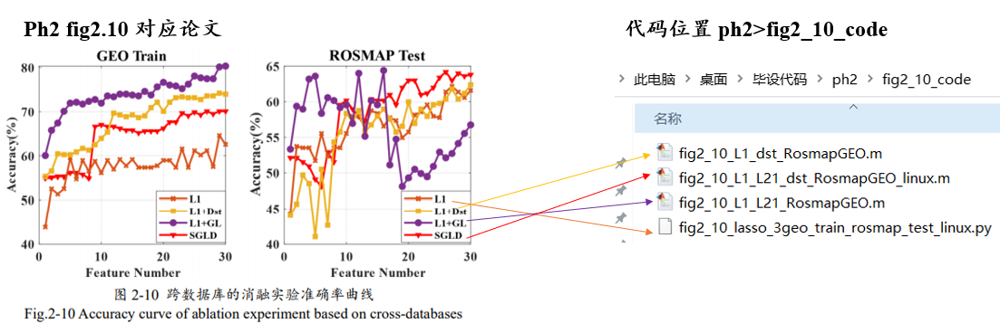 Ph2 fig2.10 对应论文
代码位置 ph2>fig2_10_code
GEO Train
ROSMAP Test
Accuracy(%)
80
70
60
50
40
0
10
20
30
Feature Number
L1
L1+Dst
L1+GL
SGLD
Accuracy(%)
65
60
55
50
45
40
0
10
20
30
Feature Number
L1
L1+Dst
L1+GL
SGLD
图 2-10 跨数据库的消融实验准确率曲线
Fig.2-10 Accuracy curve of ablation experiment based on cross-databases
此电脑 > 桌面 > 毕设代码 > ph2 > fig2_10_code
名称
fig2_10_L1_dst_RosmapGEO.m
fig2_10_L1_L21_dst_RosmapGEO_linux.m
fig2_10_L1_L21_RosmapGEO.m
fig2_10_lasso_3geo_train_rosmap_test_linux.py